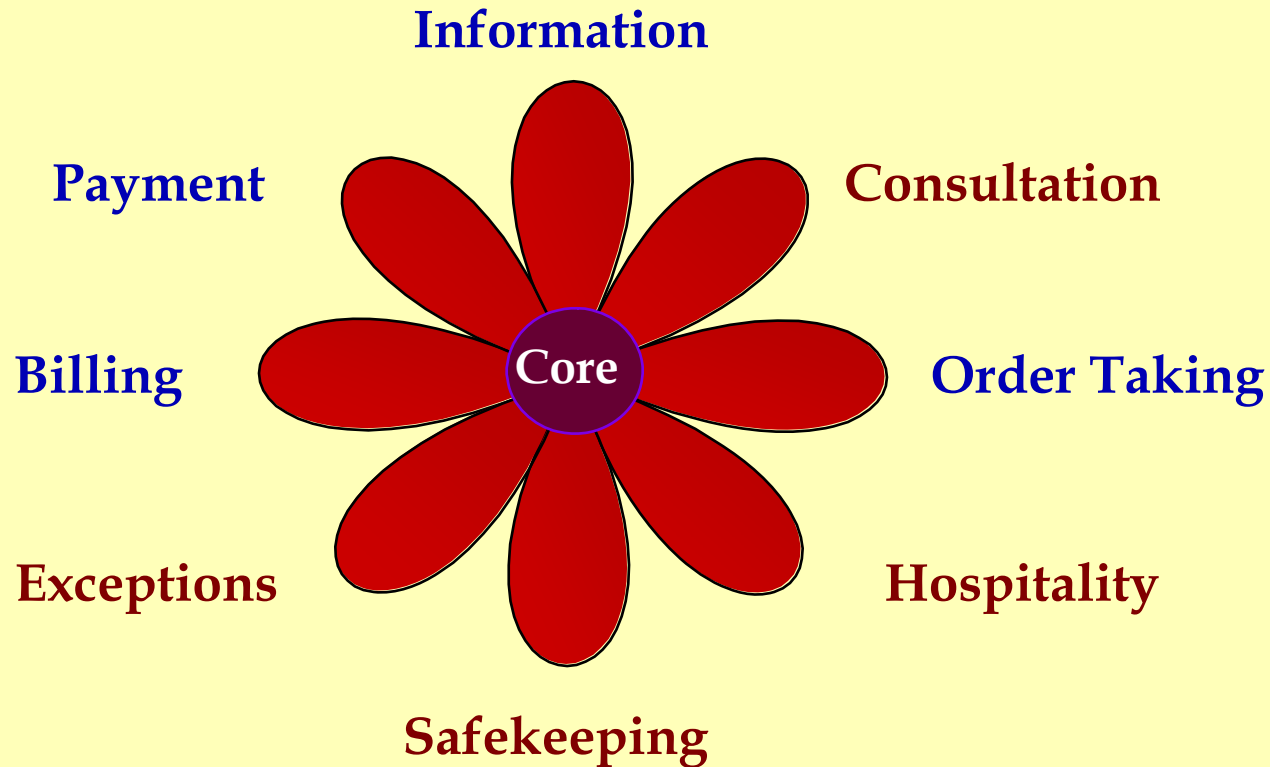 Information
Payment
Consultation
Billing
Core
Order Taking
Exceptions
Hospitality
Safekeeping